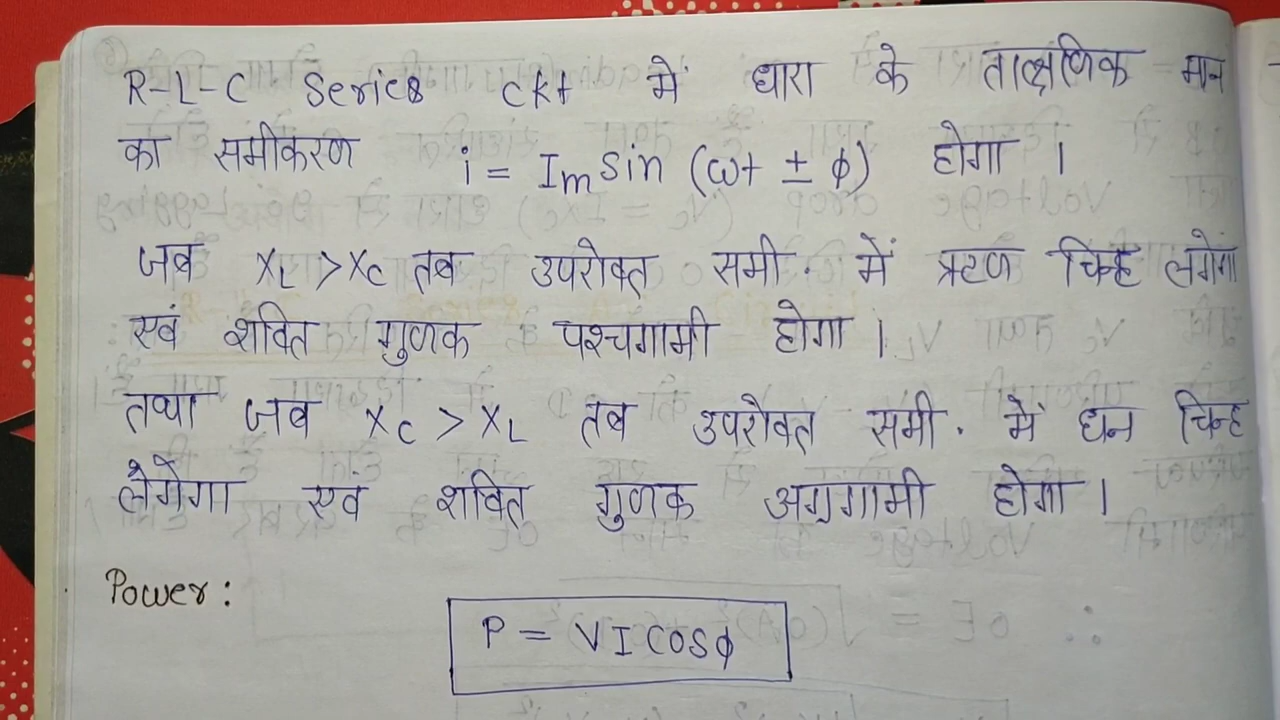 R-L-C Series ckt में धारा के तात्क्षणिक मान
का समीकरण i = Im sin (ωt ± ϕ) होगा ।
जब XL > XC तब उपरोक्त समी. में ऋण चिन्ह लगेगा
एवं शक्ति गुणक पश्चगामी होगा ।
तथा जब XC > XL तब उपरोक्त समी. में धन चिन्ह
लगेगा एवं शक्ति गुणक अग्रगामी होगा ।
Power:
P = VI cosϕ